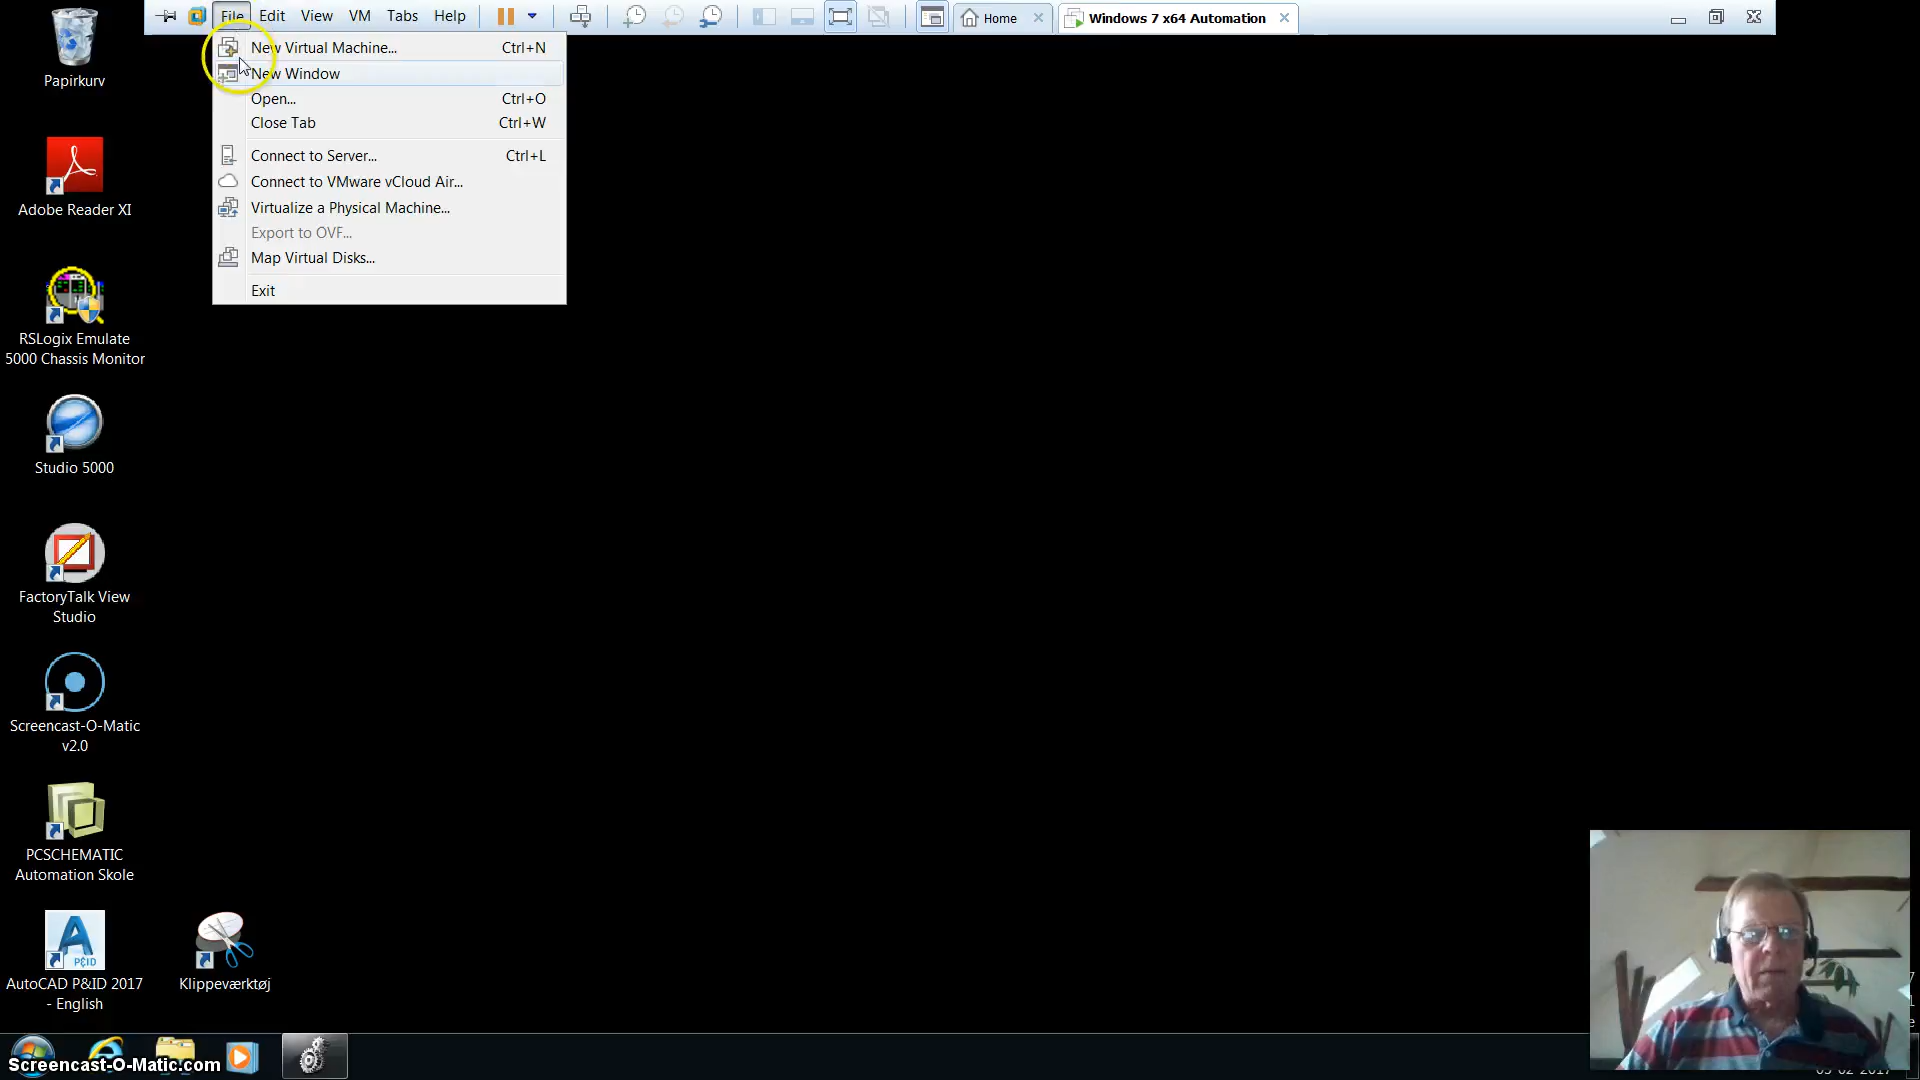 File Edit View VM Tabs Help Home Windows 7 x64 Automation
New Virtual Machine... Ctrl+N
New Window
Open... Ctrl+O
Close Tab Ctrl+W
Connect to Server... Ctrl+L
Connect to VMware vCloud Air...
Virtualize a Physical Machine...
Export to OVF...
Map Virtual Disks...
Exit
Papirkurv
Adobe Reader XI
RSLogix Emulate
5000 Chassis Monitor
Studio 5000
FactoryTalk View
Studio
Screencast-O-Matic
v2.0
PCSCHEMATIC
Automation Skole
P&ID
AutoCAD P&ID 2017
- English
Klippeværktøj
Screencast-O-Matic.com